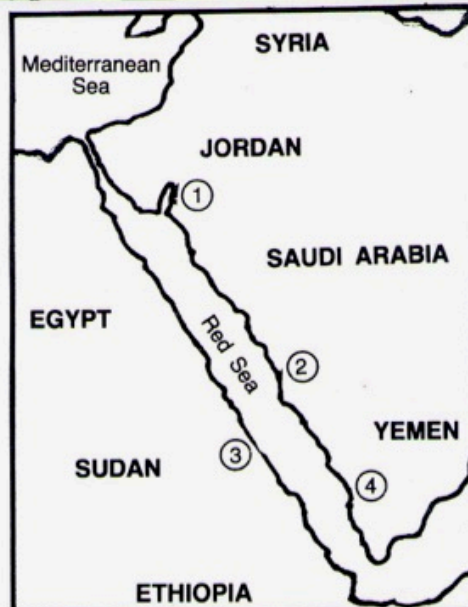 SYRIA
Mediterranean
Sea
JORDAN
1
SAUDI ARABIA
EGYPT
Red Sea
2
YEMEN
3
SUDAN
4
ETHIOPIA